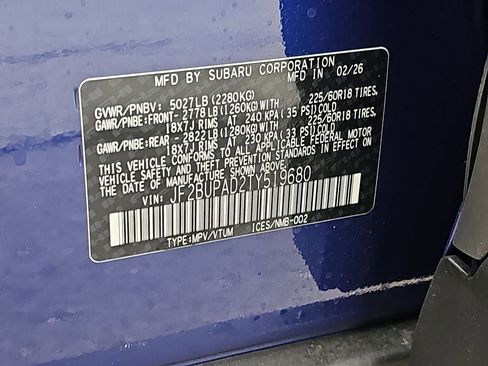 MFD BY SUBARU CORPORATION
MFD. IN 02/26
GVWR/PNBV: 5027LB (2280KG)
GAWR/PNBE:FRONT-2778LB(1260KG)WITH 225/60R18 TIRES.
18X7J RIMS, AT 240 KPA (35 PSI)COLD
GAWR/PNBE:REAR -2822LB(1280KG)WITH 225/60R18 TIRES.
18X7J RIMS, AT 230 KPA (33 PSI)COLD
THIS VEHICLE CONFORMS TO ALL APPLICABLE FEDERAL MOTOR
VEHICLE SAFETY STANDARDS IN EFFECT ON THE
DATE OF MANUFACTURE SHOWN ABOVE.
VIN: JF2BUPAD2TY519680
TYPE:MPV/VTUM ICES/NMB-002